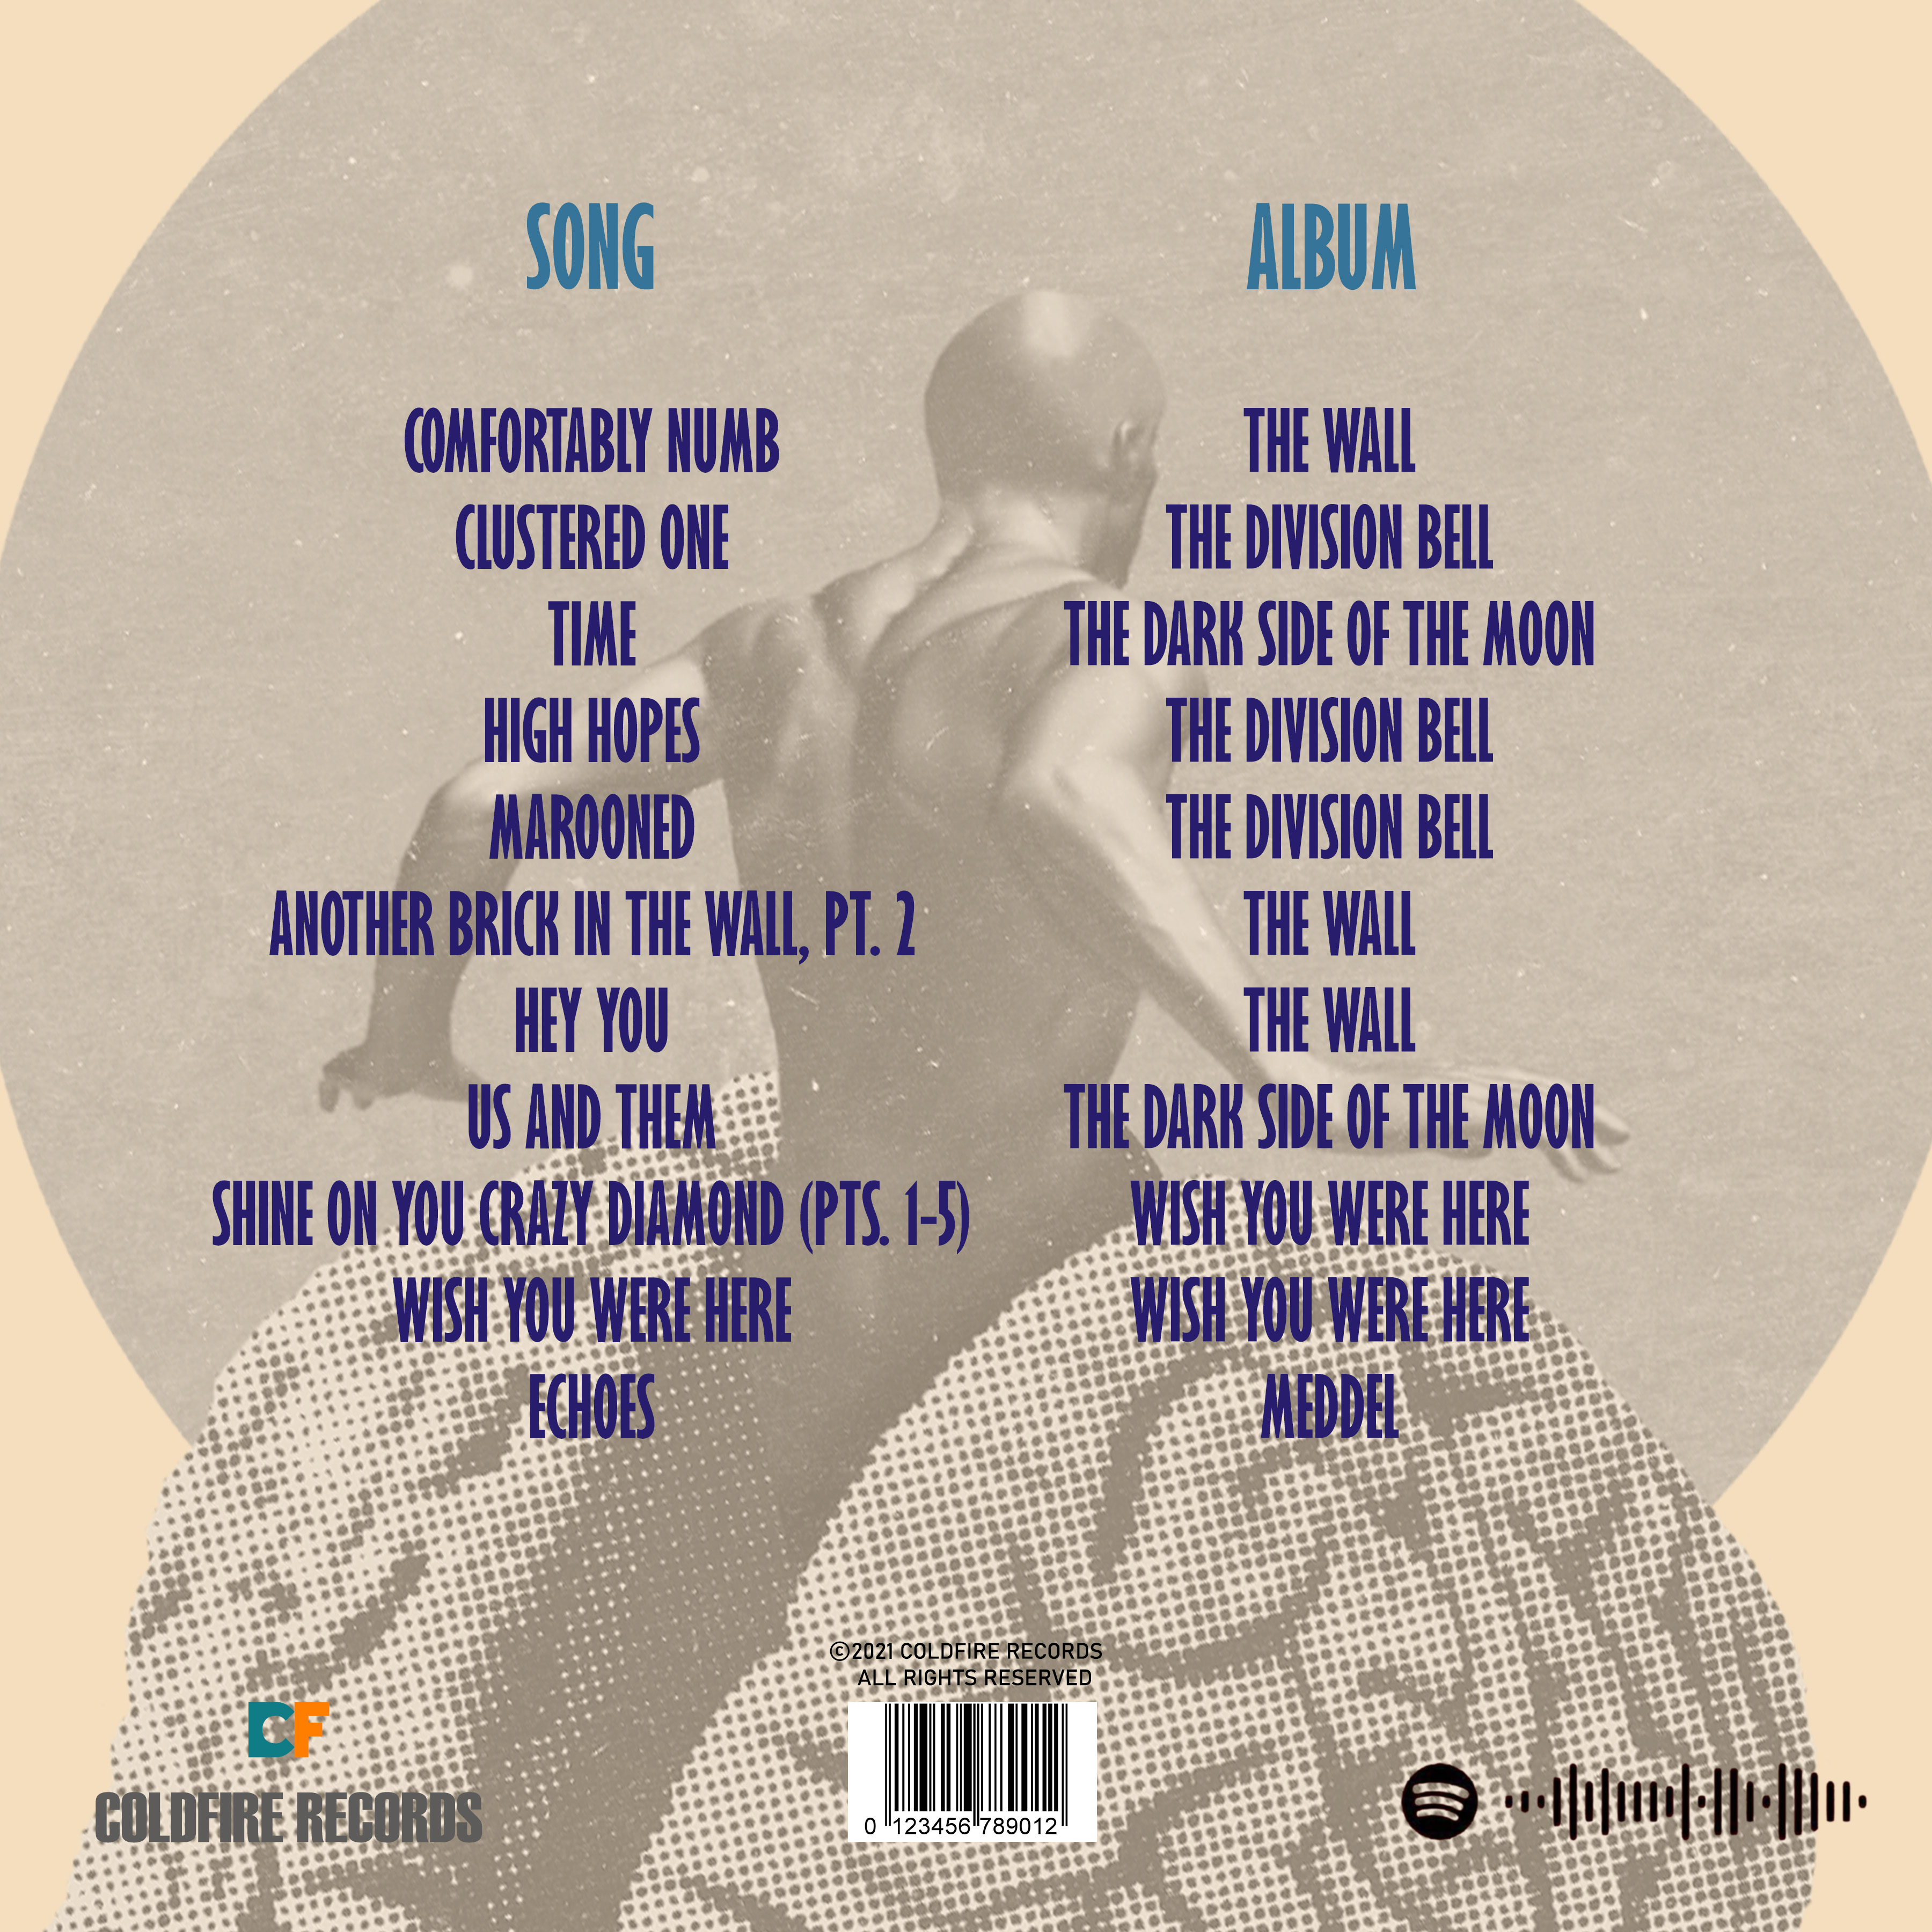 SONG ALBUM
COMFORTABLY NUMB THE WALL
CLUSTERED ONE THE DIVISION BELL
TIME THE DARK SIDE OF THE MOON
HIGH HOPES THE DIVISION BELL
MAROONED THE DIVISION BELL
ANOTHER BRICK IN THE WALL, PT. 2 THE WALL
HEY YOU THE WALL
US AND THEM THE DARK SIDE OF THE MOON
SHINE ON YOU CRAZY DIAMOND (PTS. 1-5) WISH YOU WERE HERE
WISH YOU WERE HERE WISH YOU WERE HERE
ECHOES MEDDEL
©2021 COLDFIRE RECORDS
ALL RIGHTS RESERVED
CF
COLDFIRE RECORDS
0 123456 789012